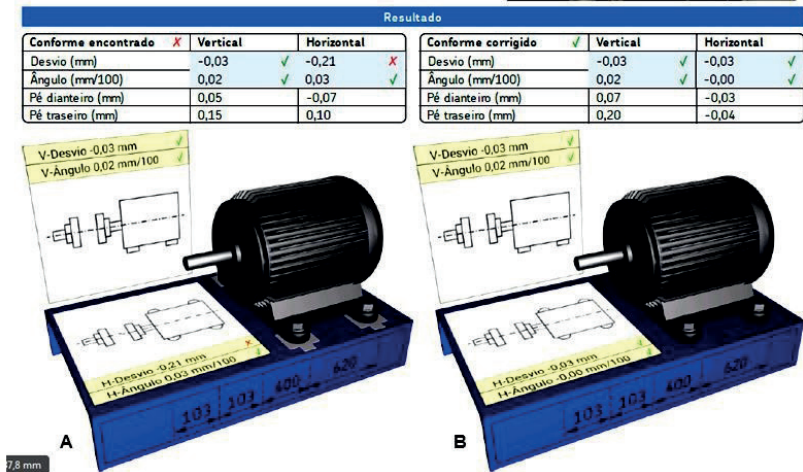 Resultado
Conforme encontrado ✗ Vertical Horizontal
Desvio (mm) -0,03 ✓ -0,21 ✗
Ângulo (mm/100) 0,02 ✓ 0,03 ✓
Pé dianteiro (mm) 0,05 -0,07
Pé traseiro (mm) 0,15 0,10
Conforme corrigido ✓ Vertical Horizontal
Desvio (mm) -0,03 ✓ -0,03 ✓
Ângulo (mm/100) 0,02 ✓ -0,00 ✓
Pé dianteiro (mm) 0,07 -0,03
Pé traseiro (mm) 0,20 -0,04
V-Desvio -0,03 mm ✓
V-Ângulo 0,02 mm/100 ✓
H-Desvio -0,21 mm ✗
H-Ângulo 0,03 mm/100 ✓
103 103 400 620
A
V-Desvio -0,03 mm ✓
V-Ângulo 0,02 mm/100 ✓
H-Desvio -0,03 mm ✓
H-Ângulo -0,00 mm/100 ✓
103 103 400 620
B
37,8 mm